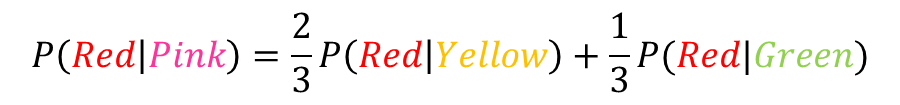 P(Red|Pink) = 2/3 P(Red|Yellow) + 1/3 P(Red|Green)